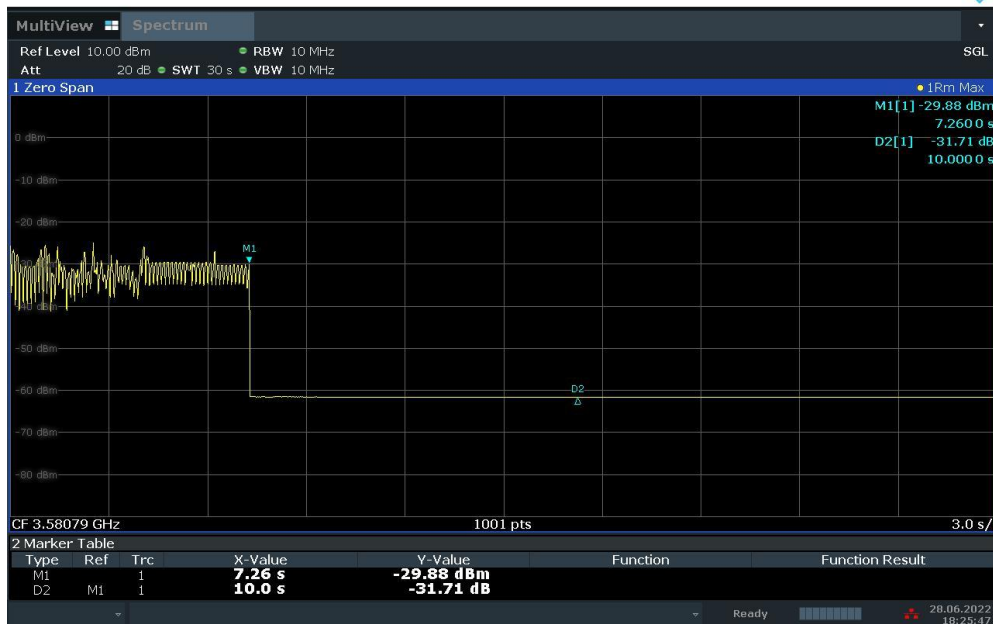 MultiView Spectrum
Ref Level 10.00 dBm RBW 10 MHz SGL
Att 20 dB SWT 30 s VBW 10 MHz
1 Zero Span 1Rm Max
M1[1] -29.88 dBm
7.2600 s
D2[1] -31.71 dB
10.0000 s
0 dBm
-10 dBm
-20 dBm
M1
-40 dBm
-50 dBm
-60 dBm
D2
-70 dBm
-80 dBm
CF 3.58079 GHz 1001 pts 3.0 s/
2 Marker Table
Type Ref Trc X-Value Y-Value Function Function Result
M1 1 7.26 s -29.88 dBm
D2 M1 1 10.0 s -31.71 dB
Ready 28.06.2022
18:25:47